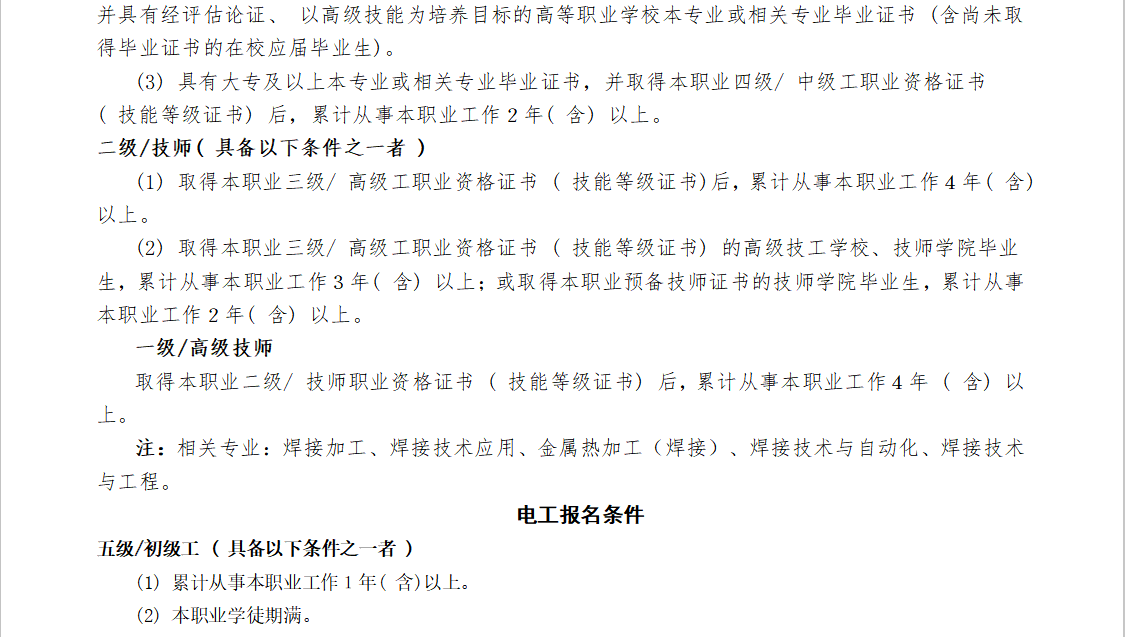 并具有经评估论证、 以高级技能为培养目标的高等职业学校本专业或相关专业毕业证书 (含尚未取
得毕业证书的在校应届毕业生)。
(3) 具有大专及以上本专业或相关专业毕业证书，并取得本职业四级/ 中级工职业资格证书
( 技能等级证书) 后，累计从事本职业工作 2 年( 含) 以上。
二级/技师( 具备以下条件之一者 )
(1) 取得本职业三级/ 高级工职业资格证书 ( 技能等级证书)后，累计从事本职业工作 4 年( 含)
以上。
(2) 取得本职业三级/ 高级工职业资格证书 ( 技能等级证书) 的高级技工学校、技师学院毕业
生，累计从事本职业工作 3 年( 含) 以上；或取得本职业预备技师证书的技师学院毕业生，累计从事
本职业工作 2 年( 含) 以上。
一级/高级技师
取得本职业二级/ 技师职业资格证书 ( 技能等级证书) 后，累计从事本职业工作 4 年 ( 含) 以
上。
注：相关专业：焊接加工、焊接技术应用、金属热加工（焊接）、焊接技术与自动化、焊接技术
与工程。
电工报名条件
五级/初级工 ( 具备以下条件之一者 )
(1) 累计从事本职业工作 1 年( 含)以上。
(2) 本职业学徒期满。